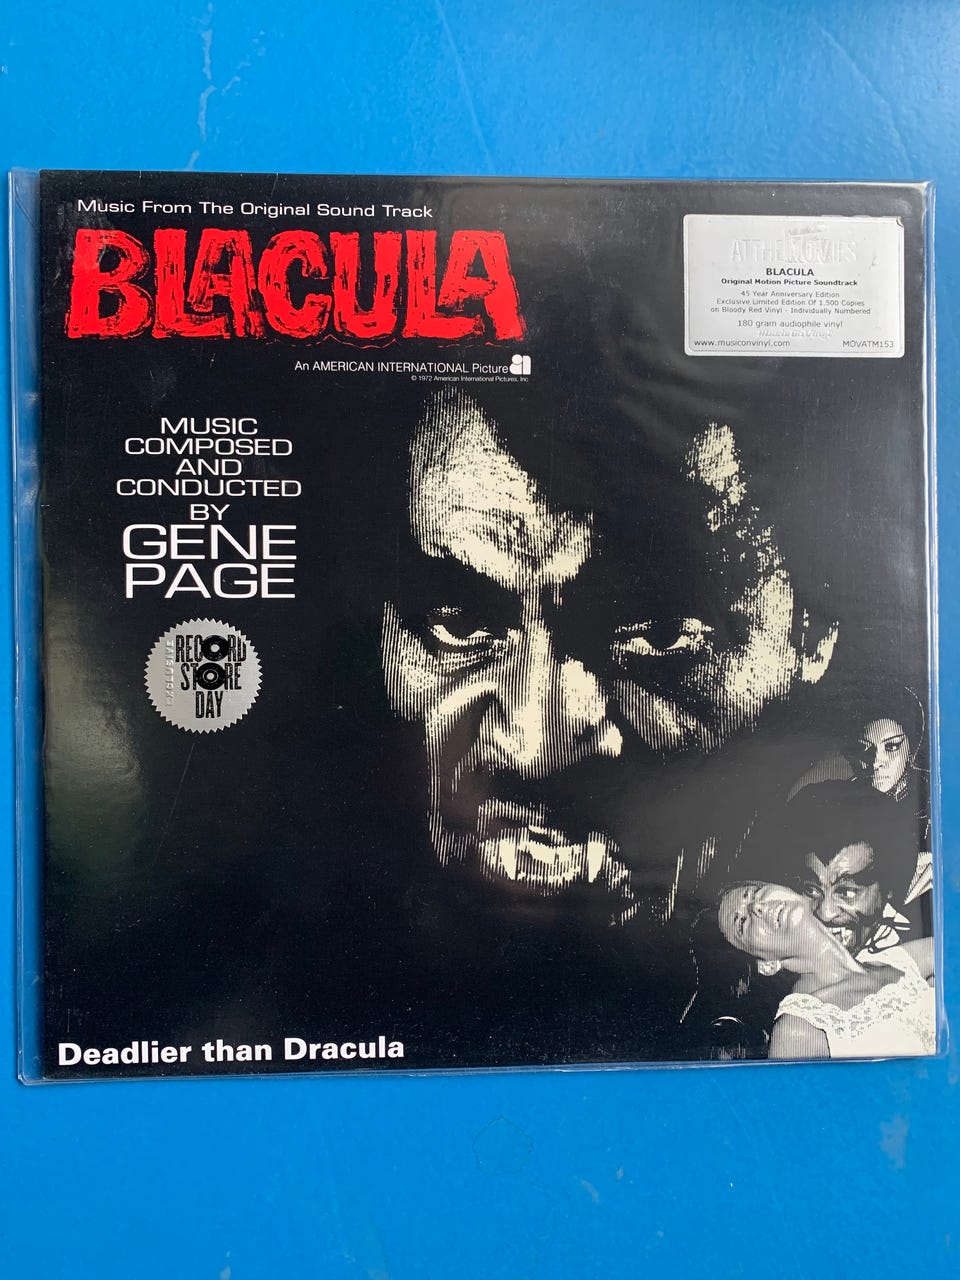 Music From The Original Sound Track
BLACULA
An AMERICAN INTERNATIONAL Picture
© 1972 American International Pictures, Inc
AT THE MOVIES
BLACULA
Original Motion Picture Soundtrack
45 Year Anniversary Edition
Exclusive Limited Edition Of 1.500 Copies
on Bloody Red Vinyl - Individually Numbered
180 gram audiophile vinyl
www.musiconvinyl.com MOVATM153
MUSIC
COMPOSED
AND
CONDUCTED
BY
GENE
PAGE
EXCLUSIVE
RECORD
STORE
DAY
Deadlier than Dracula